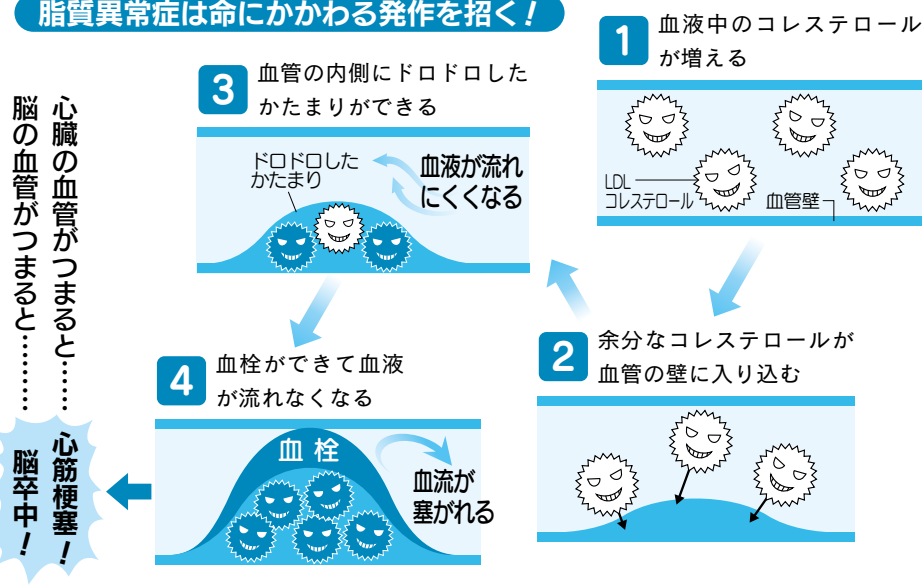 脂質異常症は命にかかわる発作を招く!
1
血液中のコレステロール
が増える
LDL
コレステロール
血管壁
2
余分なコレステロールが
血管の壁に入り込む
3
血管の内側にドロドロした
かたまりができる
ドロドロした
かたまり
血液が流れ
にくくなる
4
血栓ができて血液
が流れなくなる
血栓
血流が
塞がれる
心臓の血管がつまると……心筋梗塞!
脳の血管がつまると………脳卒中!